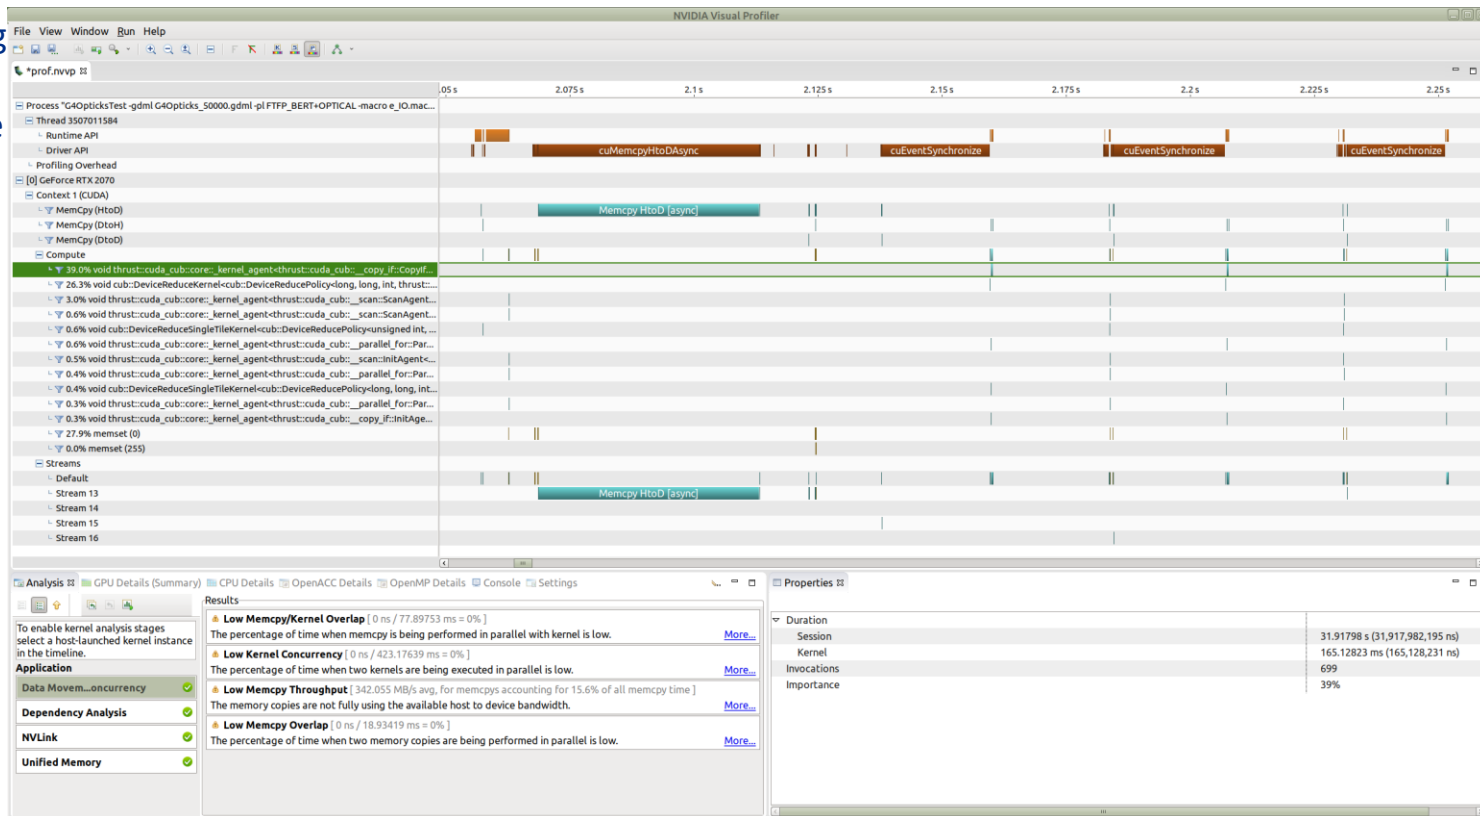 NVIDIA Visual Profiler
g
File View Window Run Help
*prof.nvvp
e
.05 s 2.075 s 2.1 s 2.125 s 2.15 s 2.175 s 2.2 s 2.225 s 2.25 s
Process "G4OpticksTest -gdml G4Opticks_50000.gdml -pl FTFP_BERT+OPTICAL -macro e_IO.mac...
Thread 3507011584
Runtime API
Driver API cuMemcpyHtoDAsync cuEventSynchronize cuEventSynchronize cuEventSynchronize
Profiling Overhead
[0] GeForce RTX 2070
Context 1 (CUDA)
MemCpy (HtoD) Memcpy HtoD [async]
MemCpy (DtoH)
MemCpy (DtoD)
Compute
39.0% void thrust::cuda_cub::core::_kernel_agent<thrust::cuda_cub::__copy_if::CopyIf...
26.3% void cub::DeviceReduceKernel<cub::DeviceReducePolicy<long, long, int, thrust::...
3.0% void thrust::cuda_cub::core::_kernel_agent<thrust::cuda_cub::__scan::ScanAgent...
0.6% void thrust::cuda_cub::core::_kernel_agent<thrust::cuda_cub::__scan::ScanAgent...
0.6% void cub::DeviceReduceSingleTileKernel<cub::DeviceReducePolicy<unsigned int, ...
0.6% void thrust::cuda_cub::core::_kernel_agent<thrust::cuda_cub::__parallel_for::Par...
0.5% void thrust::cuda_cub::core::_kernel_agent<thrust::cuda_cub::__scan::InitAgent<...
0.4% void thrust::cuda_cub::core::_kernel_agent<thrust::cuda_cub::__parallel_for::Par...
0.4% void cub::DeviceReduceSingleTileKernel<cub::DeviceReducePolicy<long, long, int...
0.3% void thrust::cuda_cub::core::_kernel_agent<thrust::cuda_cub::__parallel_for::Par...
0.3% void thrust::cuda_cub::core::_kernel_agent<thrust::cuda_cub::__copy_if::InitAge...
27.9% memset (0)
0.0% memset (255)
Streams
Default
Stream 13 Memcpy HtoD [async]
Stream 14
Stream 15
Stream 16
Analysis GPU Details (Summary) CPU Details OpenACC Details OpenMP Details Console Settings
Results
To enable kernel analysis stages
select a host-launched kernel instance
in the timeline.
Application
Data Movem...oncurrency
Dependency Analysis
NVLink
Unified Memory
Low Memcpy/Kernel Overlap [ 0 ns / 77.89753 ms = 0% ]
The percentage of time when memcpy is being performed in parallel with kernel is low. More...
Low Kernel Concurrency [ 0 ns / 423.17639 ms = 0% ]
The percentage of time when two kernels are being executed in parallel is low. More...
Low Memcpy Throughput [ 342.055 MB/s avg, for memcpys accounting for 15.6% of all memcpy time ]
The memory copies are not fully using the available host to device bandwidth. More...
Low Memcpy Overlap [ 0 ns / 18.93419 ms = 0% ]
The percentage of time when two memory copies are being performed in parallel is low. More...
Properties
Duration
Session 31.91798 s (31,917,982,195 ns)
Kernel 165.12823 ms (165,128,231 ns)
Invocations 699
Importance 39%